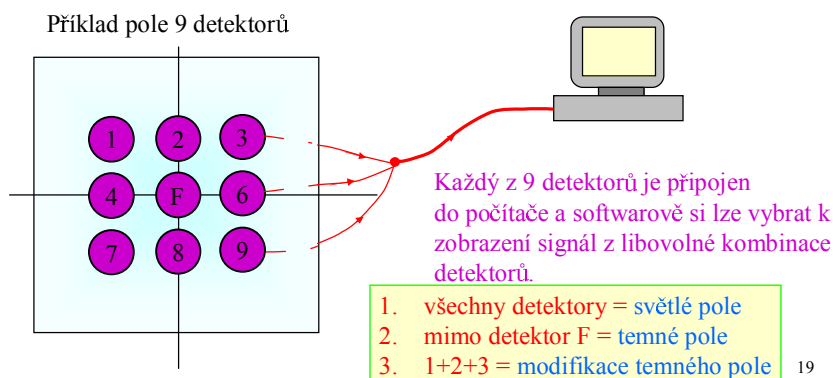 Příklad pole 9 detektorů
1 2 3
4 F 6
7 8 9
Každý z 9 detektorů je připojen
do počítače a softwarově si lze vybrat k
zobrazení signál z libovolné kombinace
detektorů.
1. všechny detektory = světlé pole
2. mimo detektor F = temné pole
3. 1+2+3 = modifikace temného pole
19